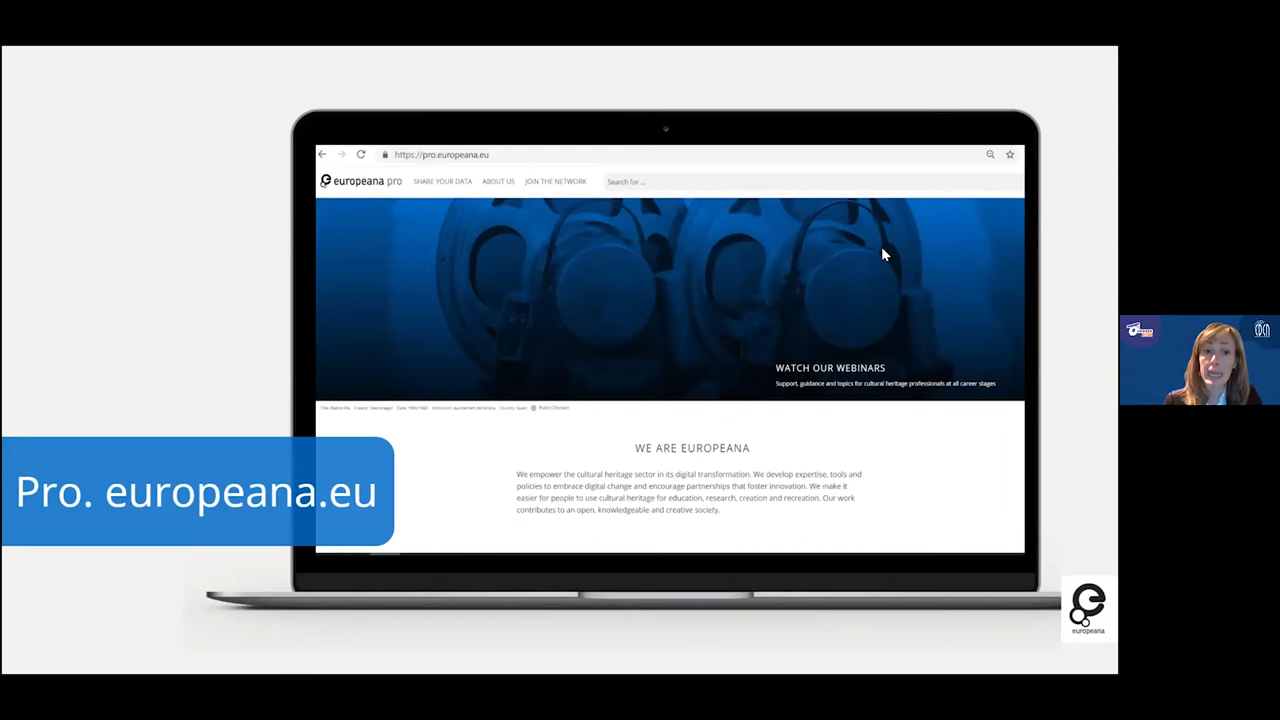 https://pro.europeana.eu
europeana pro SHARE YOUR DATA ABOUT US JOIN THE NETWORK Search for ...
WATCH OUR WEBINARS
Support, guidance and topics for cultural heritage professionals at all career stages
Public Domain
WE ARE EUROPEANA
We empower the cultural heritage sector in its digital transformation. We develop expertise, tools and
policies to embrace digital change and encourage partnerships that foster innovation. We make it
easier for people to use cultural heritage for education, research, creation and recreation. Our work
contributes to an open, knowledgeable and creative society.
Pro. europeana.eu
europeana